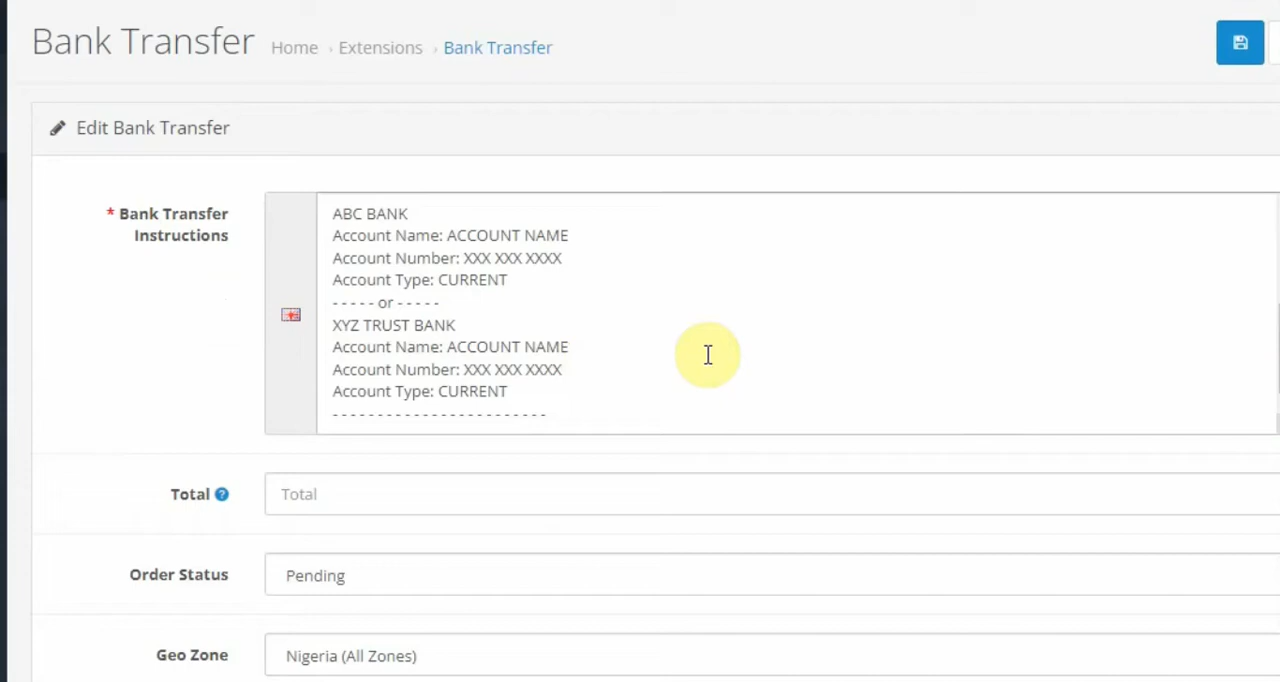 Bank Transfer Home › Extensions › Bank Transfer
Edit Bank Transfer
* Bank Transfer Instructions
ABC BANK
Account Name: ACCOUNT NAME
Account Number: XXX XXX XXXX
Account Type: CURRENT
- - - - - or - - - - -
XYZ TRUST BANK
Account Name: ACCOUNT NAME
Account Number: XXX XXX XXXX
Account Type: CURRENT
- - - - - - - - - - - - - - - - - - - - - - - -
Total ? Total
Order Status Pending
Geo Zone Nigeria (All Zones)